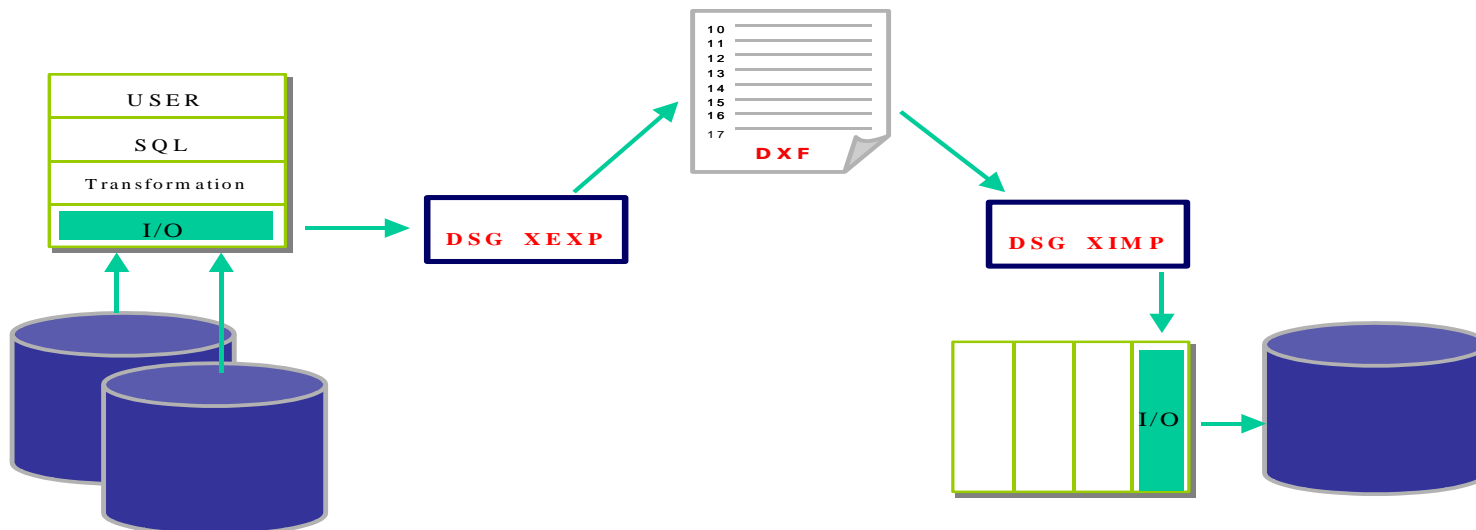 USER
SQL
Transformation
I/O
DSG XEXP
10
11
12
13
14
15
16
17
DXF
DSG XIMP
I/O